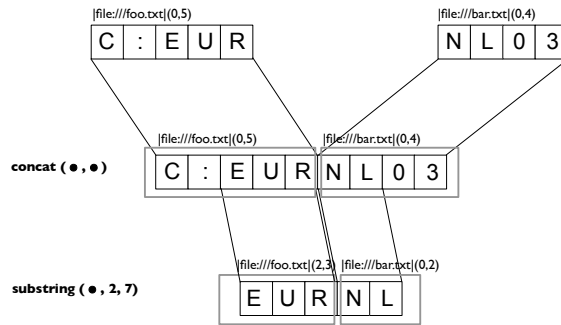 |file:///foo.txt|(0,5) |file:///bar.txt|(0,4)
C : E U R N L 0 3
|file:///foo.txt|(0,5) |file:///bar.txt|(0,4)
concat ( ● , ● ) C : E U R N L 0 3
|file:///foo.txt|(2,3) |file:///bar.txt|(0,2)
substring ( ● , 2, 7) E U R N L